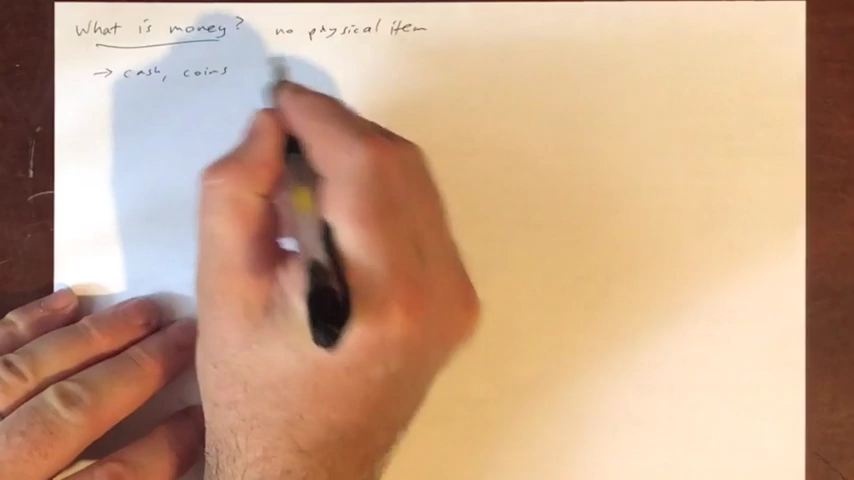 What is money? no physical item
→ cash, coins